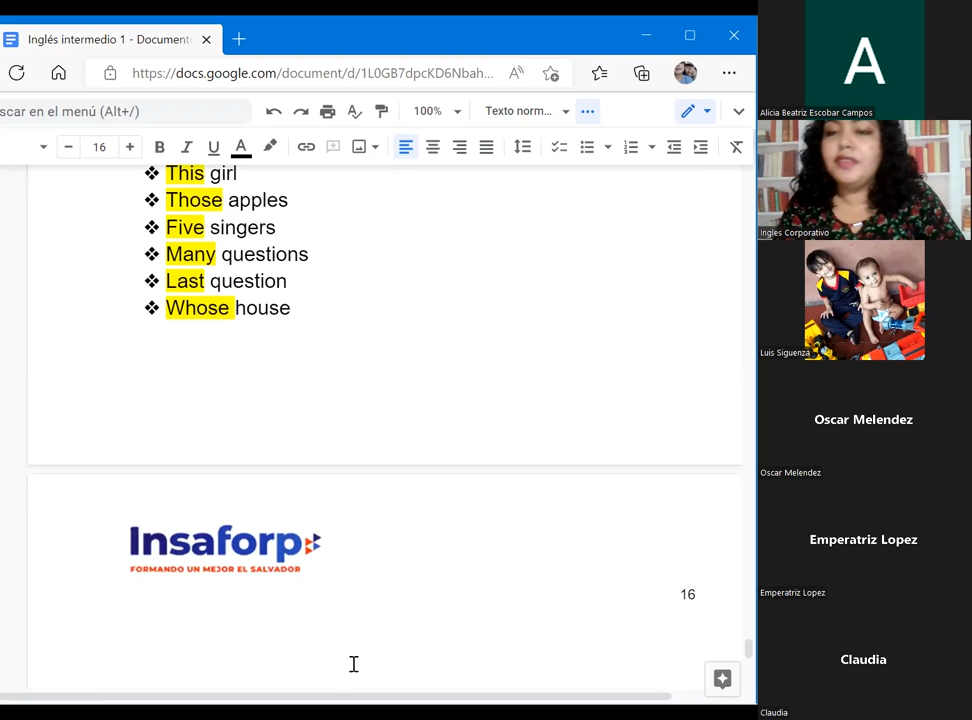 Inglés intermedio 1 - Documento
https://docs.google.com/document/d/1L0GB7dpcKD6Nbah...
scar en el menú (Alt+/)
100%
Texto norm...
16
B I U A
This girl
Those apples
Five singers
Many questions
Last question
Whose house
Insaforp
FORMANDO UN MEJOR EL SALVADOR
16
A
Alicia Beatriz Escobar Campos
Ingles Corporativo
Luis Siguenza
Oscar Melendez
Oscar Melendez
Emperatriz Lopez
Emperatriz Lopez
Claudia
Claudia